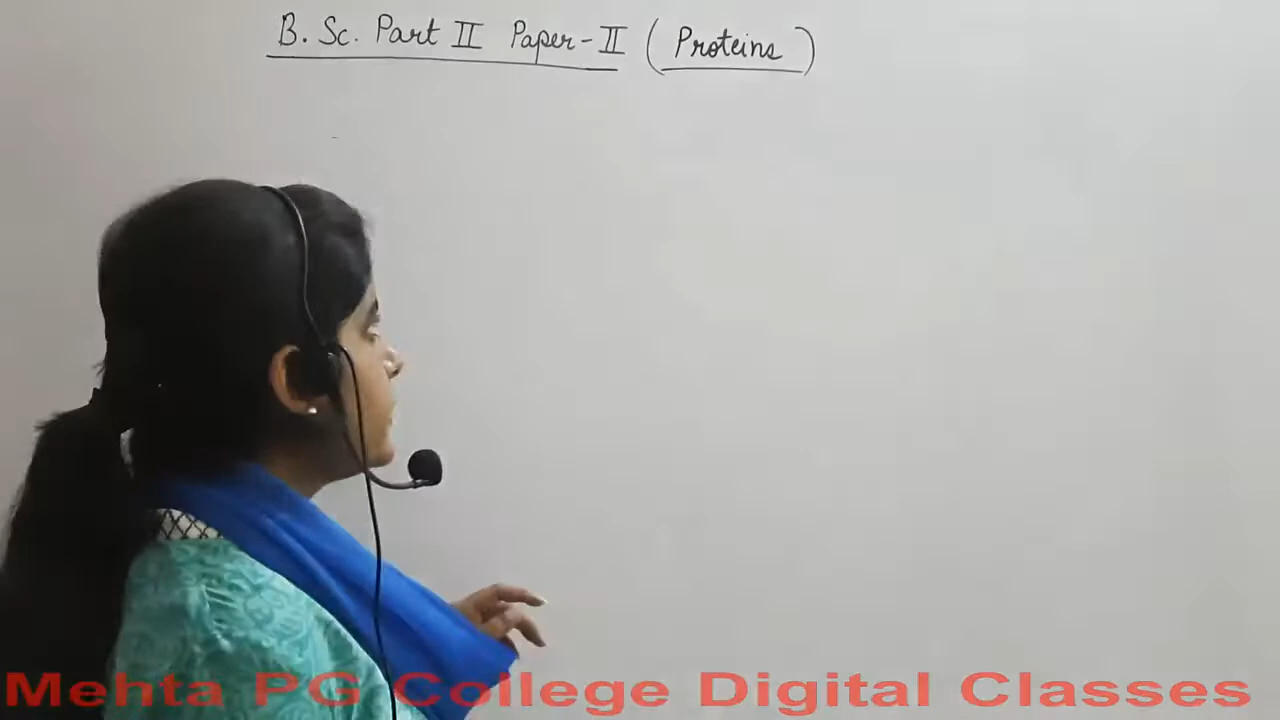 B. Sc. Part II Paper-II (Proteins)
Mehta PG College Digital Classes